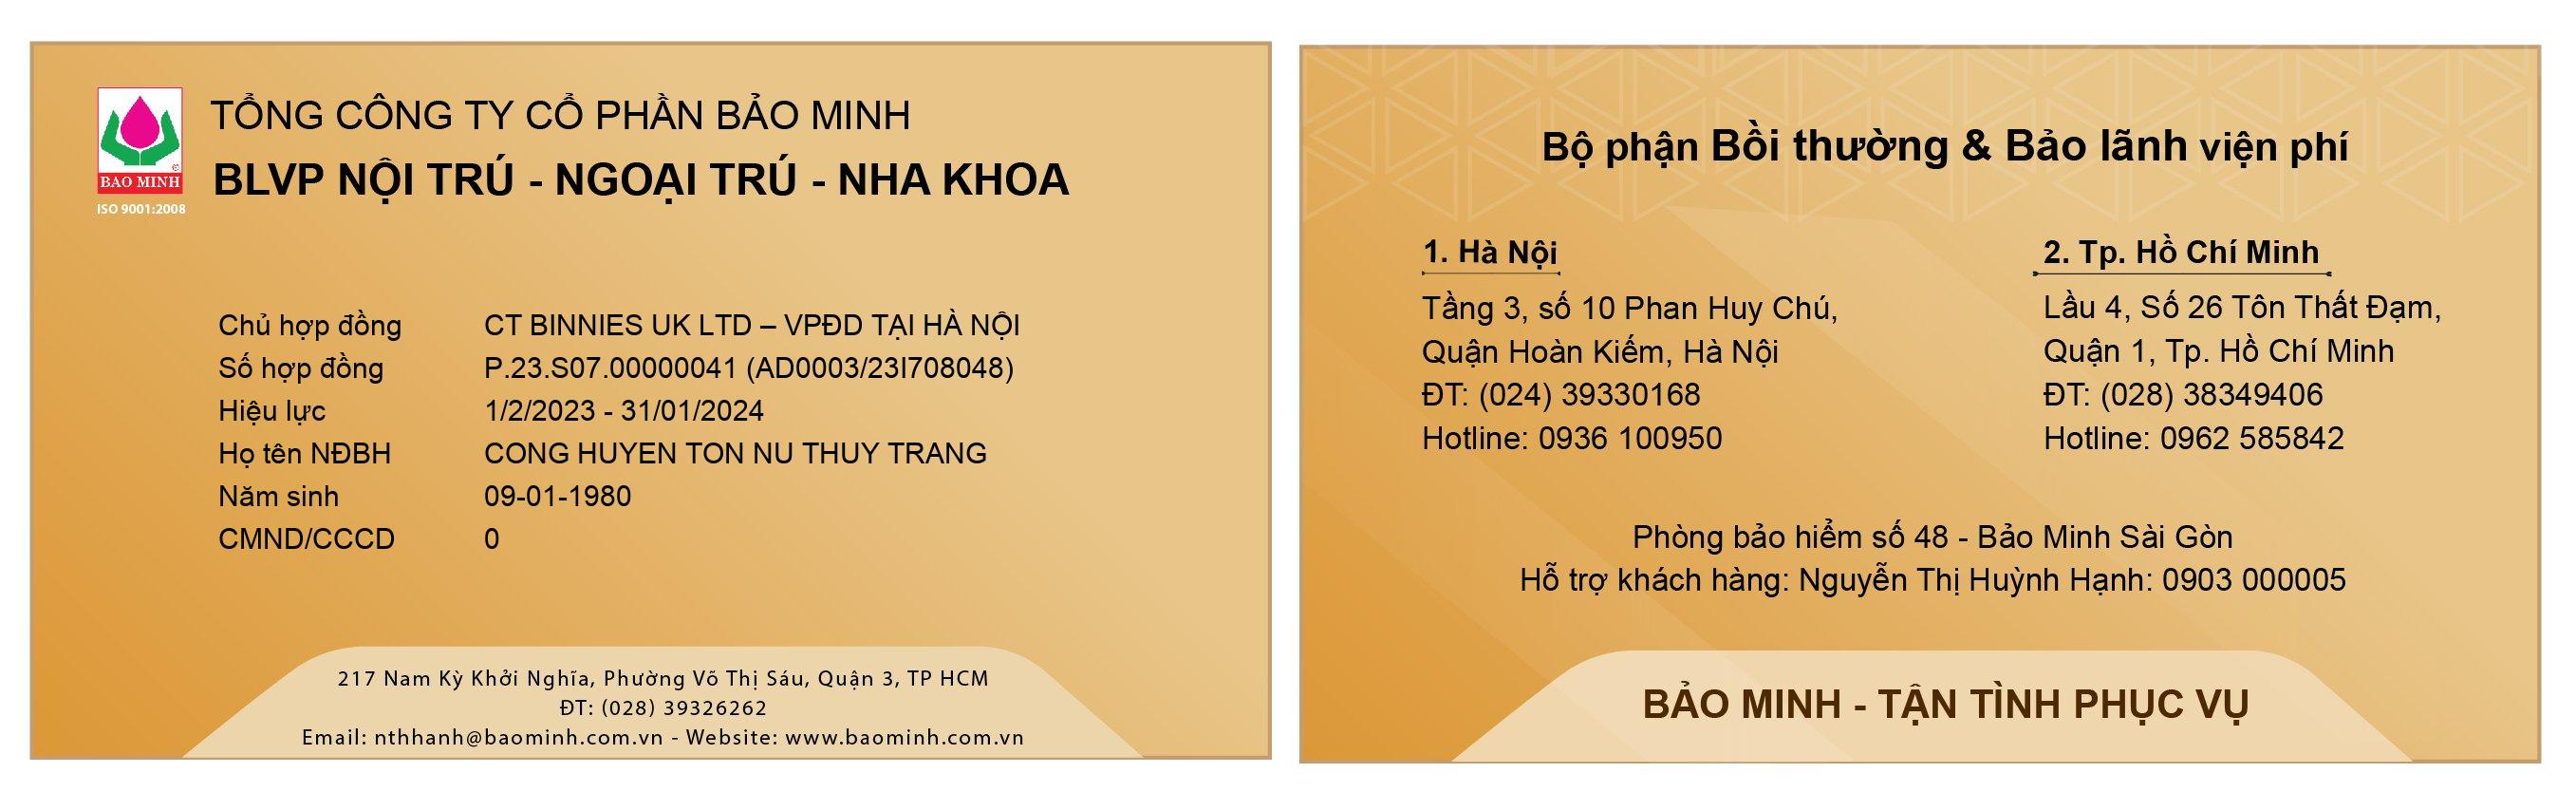 BAO MINH
ISO 9001:2008
TỔNG CÔNG TY CỔ PHẦN BẢO MINH
BLVP NỘI TRÚ - NGOẠI TRÚ - NHA KHOA
Chủ hợp đồng CT BINNIES UK LTD – VPĐD TẠI HÀ NỘI
Số hợp đồng P.23.S07.00000041 (AD0003/23I708048)
Hiệu lực 1/2/2023 - 31/01/2024
Họ tên NĐBH CONG HUYEN TON NU THUY TRANG
Năm sinh 09-01-1980
CMND/CCCD 0
217 Nam Kỳ Khởi Nghĩa, Phường Võ Thị Sáu, Quận 3, TP HCM
ĐT: (028) 39326262
Email: nthhanh@baominh.com.vn - Website: www.baominh.com.vn
Bộ phận Bồi thường & Bảo lãnh viện phí
1. Hà Nội
Tầng 3, số 10 Phan Huy Chú,
Quận Hoàn Kiếm, Hà Nội
ĐT: (024) 39330168
Hotline: 0936 100950
2. Tp. Hồ Chí Minh
Lầu 4, Số 26 Tôn Thất Đạm,
Quận 1, Tp. Hồ Chí Minh
ĐT: (028) 38349406
Hotline: 0962 585842
Phòng bảo hiểm số 48 - Bảo Minh Sài Gòn
Hỗ trợ khách hàng: Nguyễn Thị Huỳnh Hạnh: 0903 000005
BẢO MINH - TẬN TÌNH PHỤC VỤ